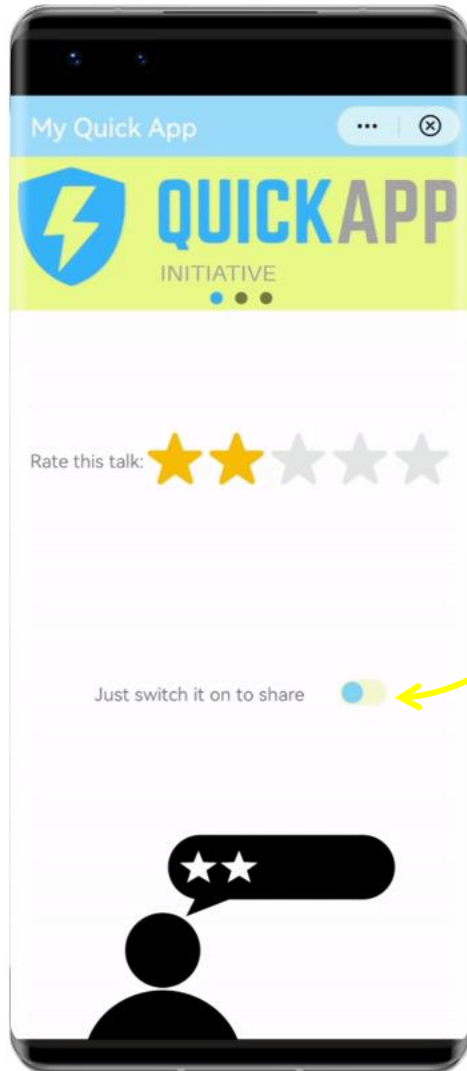 My Quick App
QUICKAPP
INITIATIVE
Rate this talk:
Just switch it on to share